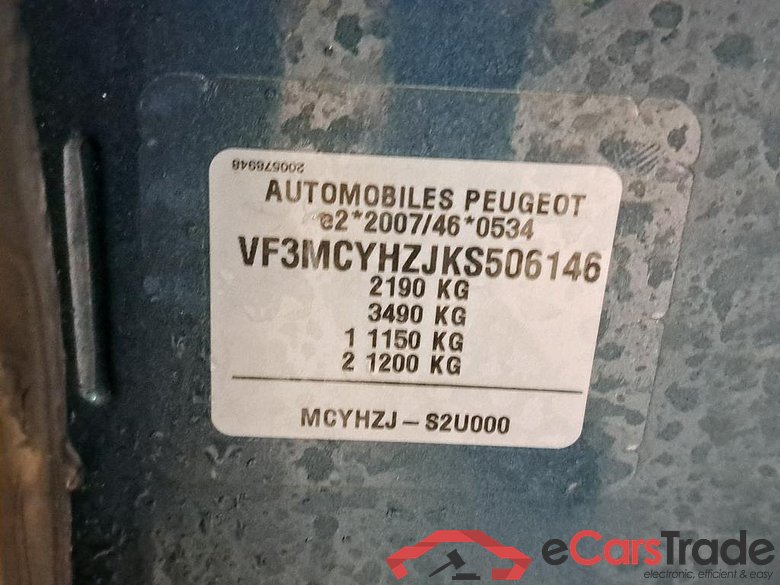 200576948
AUTOMOBILES PEUGEOT
e2*2007/46*0534
VF3MCYHZJKS506146
2190 KG
3490 KG
1 1150 KG
2 1200 KG
MCYHZJ - S2U000
eCarsTrade
electronic, efficient & easy